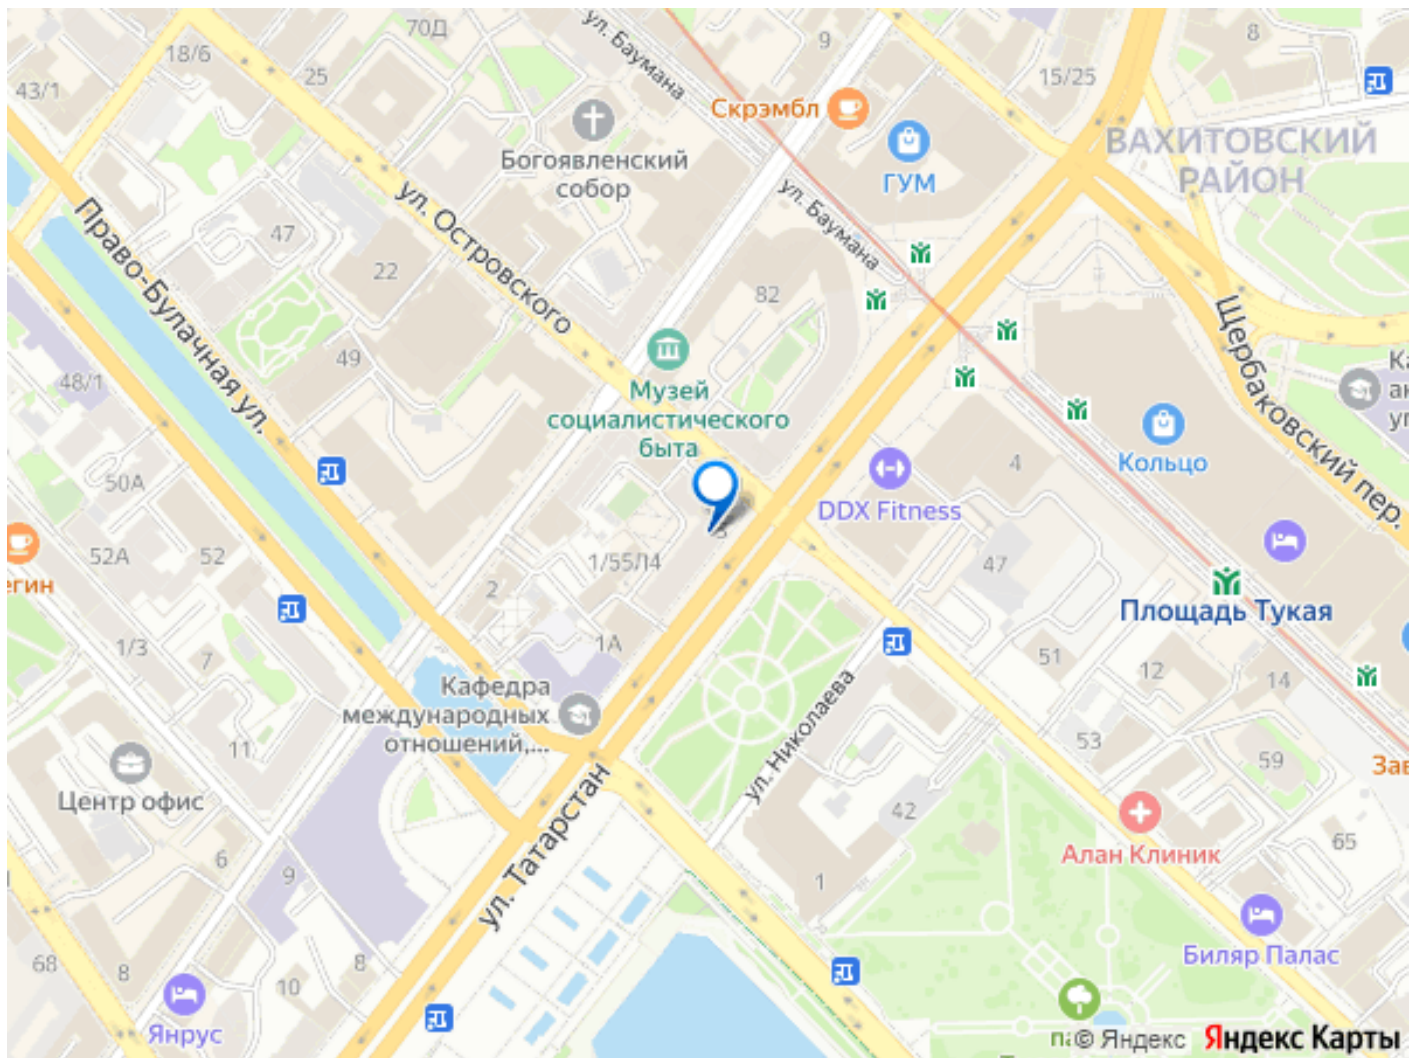 70Д
ул. Баумана
9
8
18/6
25
15/25
43/1
Скрэмбл
ВАХИТОВСКИЙ
РАЙОН
Богоявленский
собор
ГУМ
ул. Баумана
ул. Островского
Право-Булачная ул.
47
22
82
Щербаковский пер.
49
48/1
Музей
социалистического
быта
Кольцо
4
50А
DDX Fitness
52А
52
1/55/14
47
2
Площадь Тукая
1/3
7
1А
51
12
14
Кафедра
международных
отношений,...
ул. Николаева
11
53
59
Центр офис
ул. Татарстан
42
65
Алан Клиник
6
9
1
68
8
10
8
Биляр Палас
Янрус
© Яндекс
Яндекс Карты